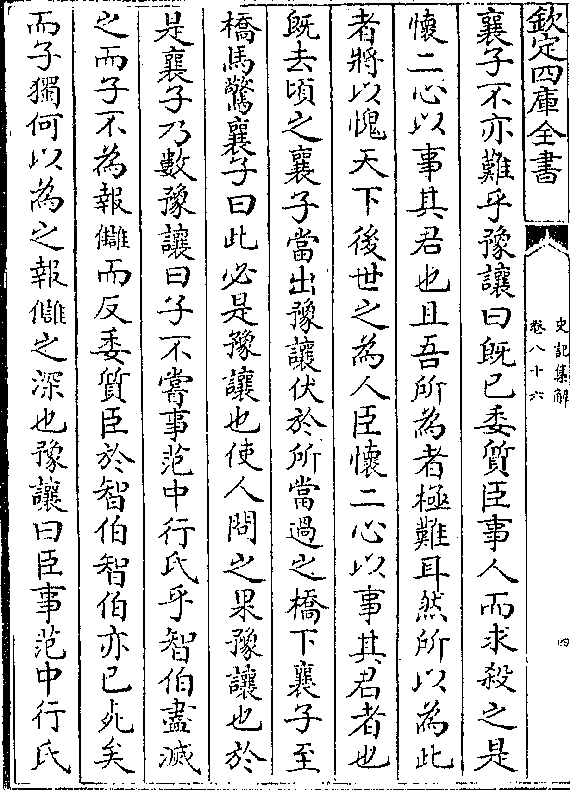 欽定四庫全書
史記集解
卷八十六
四
襄子不亦難乎豫讓曰既已委質臣事人而求殺之是
懷二心以事其君也且吾所為者極難耳然所以為此
者將以愧天下後世之為人臣懷二心以事其君者也
既去頃之襄子當出豫讓伏於所當過之橋下襄子至
橋馬驚襄子曰此必是豫讓也使人問之果豫讓也於
是襄子乃數豫讓曰子不嘗事范中行氏乎智伯盡滅
之而子不為報讎而反委質臣於智伯智伯亦已死矣
而子獨何以為之報讎之深也豫讓曰臣事范中行氏